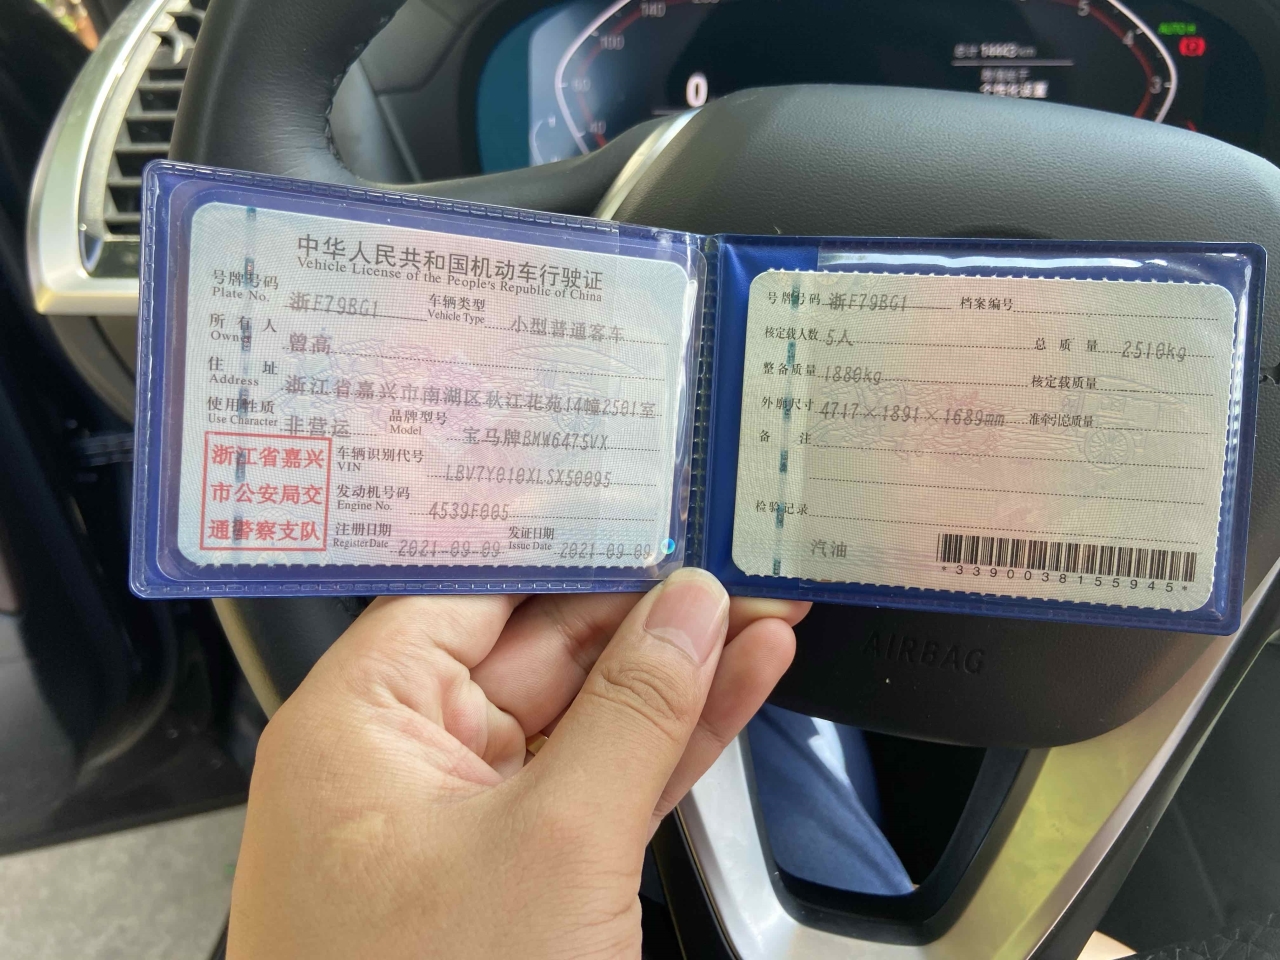 中华人民共和国机动车行驶证
Vehicle License of the People's Republic of China
号牌号码 浙F79BG1 车辆类型 小型普通客车
Plate No. Vehicle Type
所有人 曾高
Owner
住址 浙江省嘉兴市南湖区秋江花苑14幢2501室
Address
使用性质 非营运 品牌型号 宝马牌BMW6475VX
Use Character Model
浙江省嘉兴
市公安局交
通警察支队
车辆识别代号 LBV7Y010XLSX50095
VIN
发动机号码 4539F005
Engine No.
注册日期 2021-09-09 发证日期 2021-09-09
Register Date Issue Date
号牌号码 浙F79BG1 档案编号
核定载人数 5人 总质量 2510kg
整备质量 1880kg 核定载质量
外廓尺寸 4717×1891×1689mm 准牵引总质量
备注
检验记录
汽油
*3390038155945*
AIRBAG
140
100
40
0
5
4
3
AUTO H